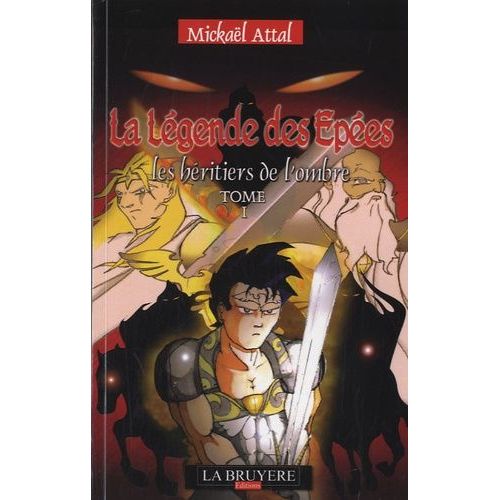 Mickaël Attal
La Légende des Epées
les héritiers de l'ombre
TOME
I
LA BRUYERE
Editions